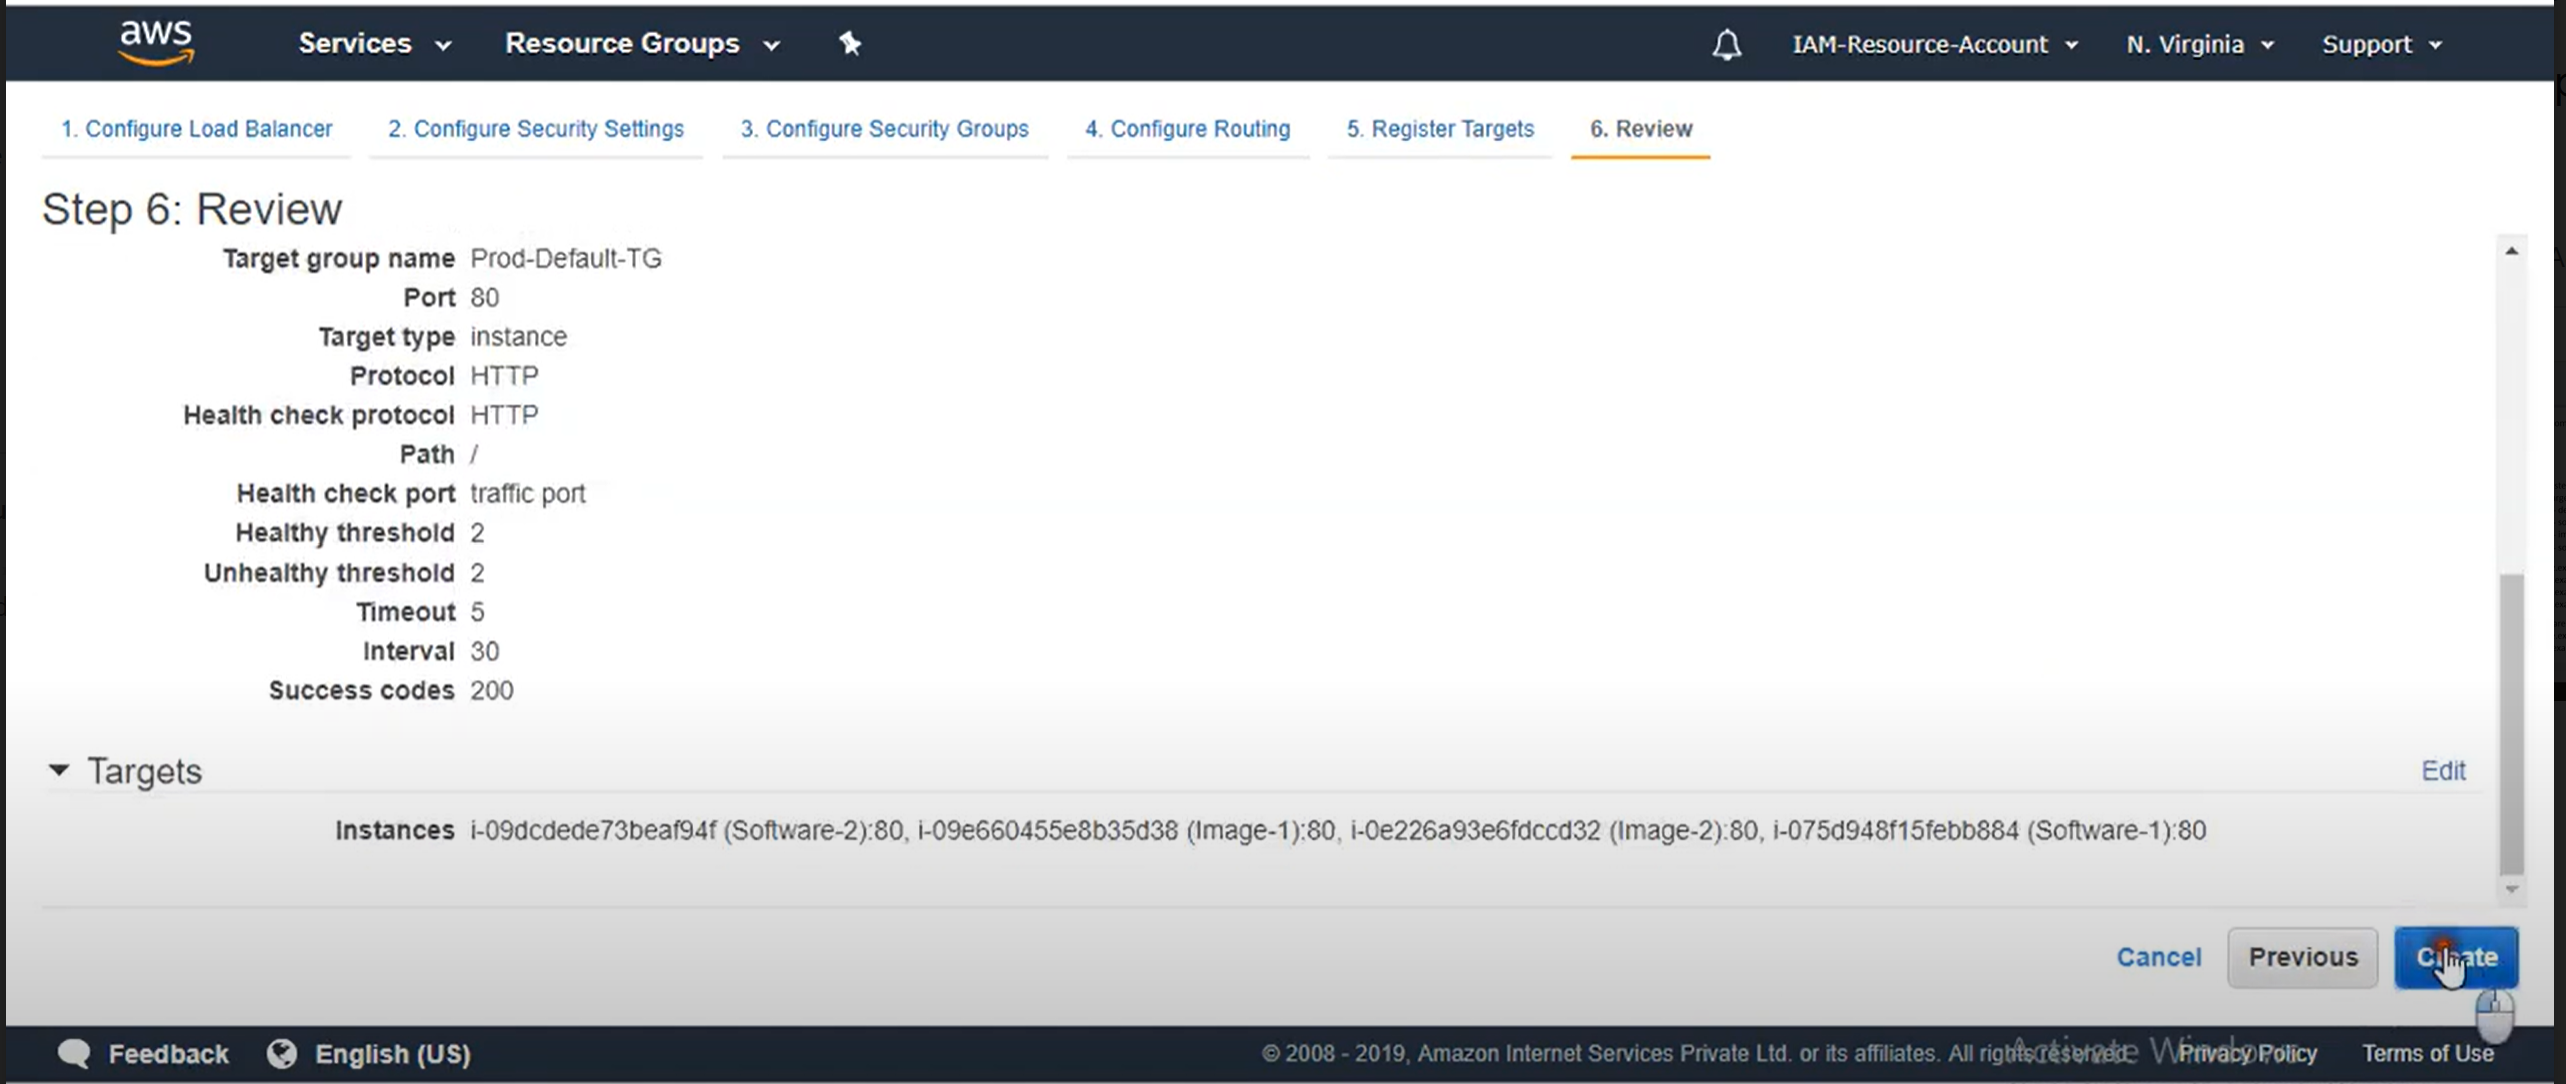 aws Services Resource Groups IAM-Resource-Account N. Virginia Support
1. Configure Load Balancer 2. Configure Security Settings 3. Configure Security Groups 4. Configure Routing 5. Register Targets 6. Review
Step 6: Review
Target group name Prod-Default-TG
Port 80
Target type instance
Protocol HTTP
Health check protocol HTTP
Path /
Health check port traffic port
Healthy threshold 2
Unhealthy threshold 2
Timeout 5
Interval 30
Success codes 200
Targets Edit
Instances i-09dcdede73beaf94f (Software-2):80, i-09e660455e8b35d38 (Image-1):80, i-0e226a93e6fdccd32 (Image-2):80, i-075d948f15febb884 (Software-1):80
Cancel Previous Create
Feedback English (US) © 2008 - 2019, Amazon Internet Services Private Ltd. or its affiliates. All rights reserved. Privacy Policy Terms of Use
Activate Windows